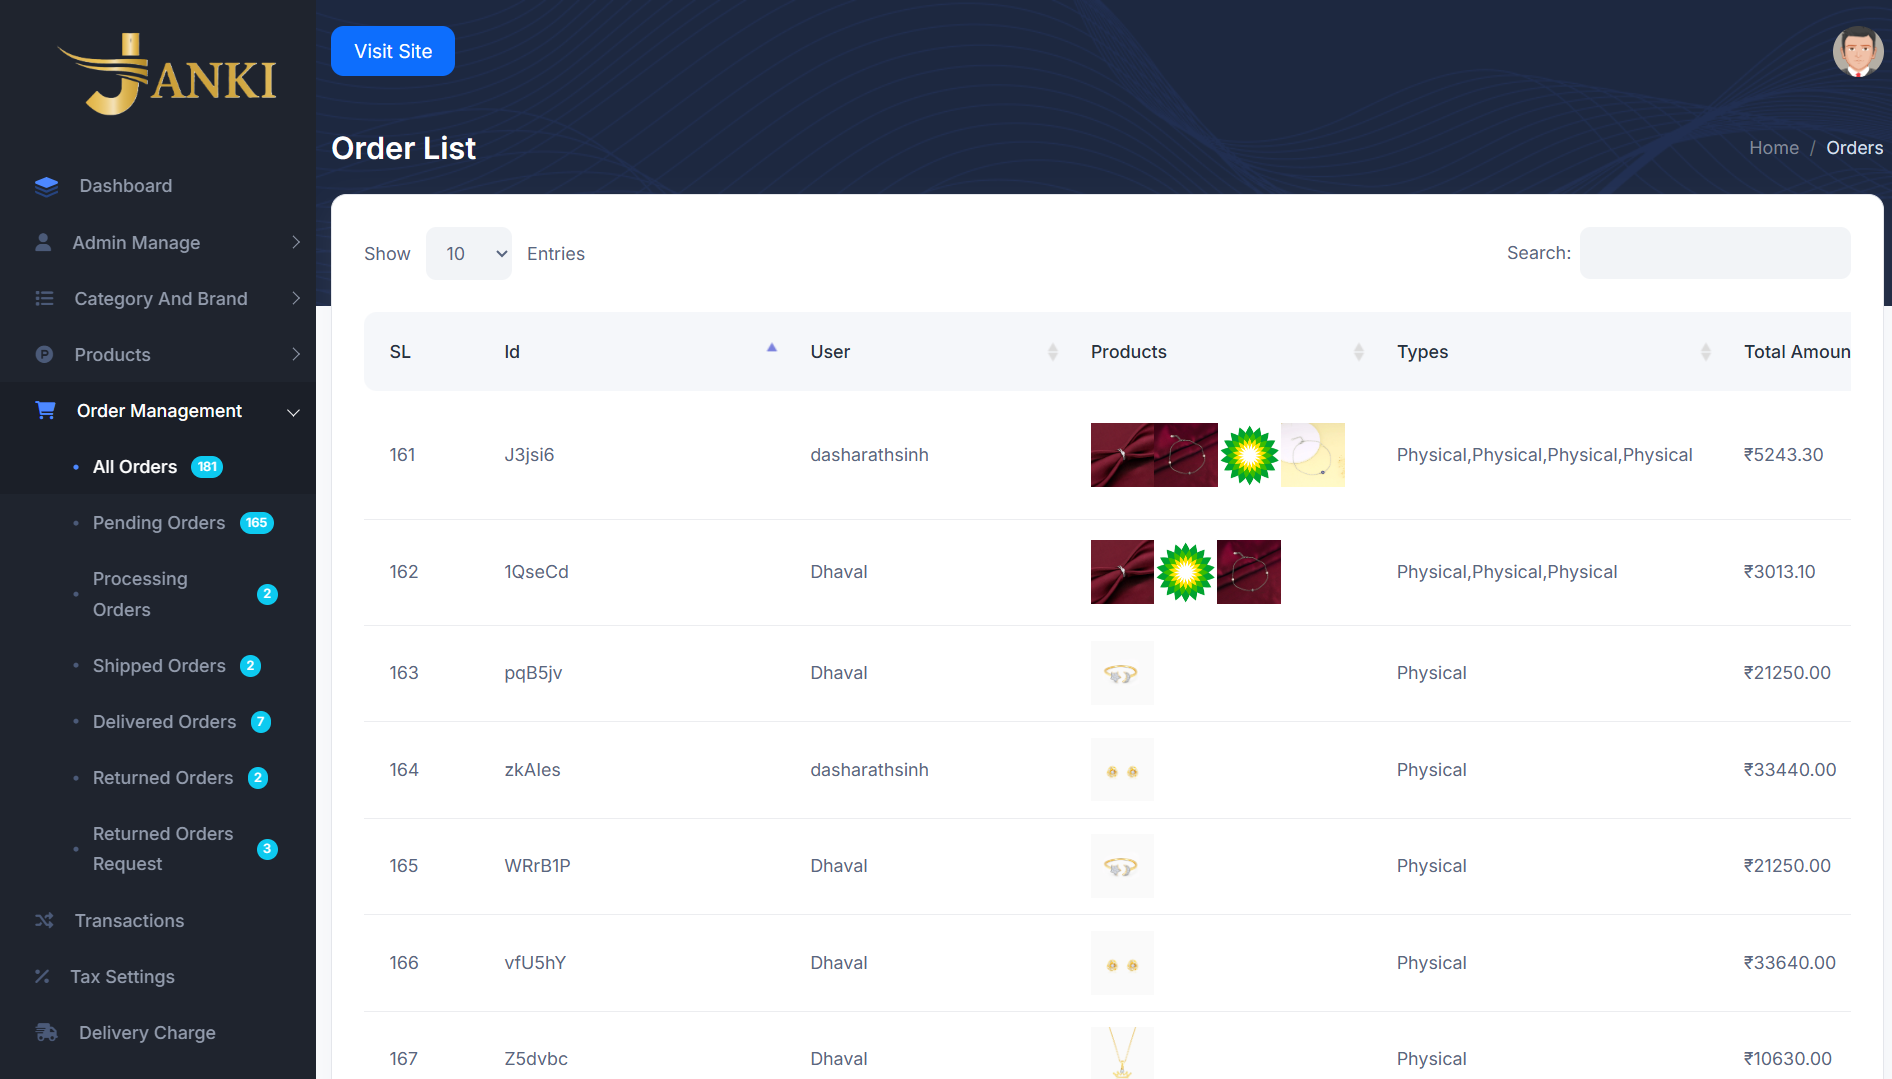 JANKI
Visit Site
Order List
Home / Orders
Dashboard
Admin Manage
Category And Brand
Products
Order Management
All Orders 181
Pending Orders 165
Processing
Orders
2
Shipped Orders 2
Delivered Orders 7
Returned Orders 2
Returned Orders
Request
3
Transactions
Tax Settings
Delivery Charge
Show 10 Entries
Search:
SL Id User Products Types Total Amoun
161 J3jsi6 dasharathsinh Physical,Physical,Physical,Physical ₹5243.30
162 1QseCd Dhaval Physical,Physical,Physical ₹3013.10
163 pqB5jv Dhaval Physical ₹21250.00
164 zkAles dasharathsinh Physical ₹33440.00
165 WRrB1P Dhaval Physical ₹21250.00
166 vfU5hY Dhaval Physical ₹33640.00
167 Z5dvbc Dhaval Physical ₹10630.00